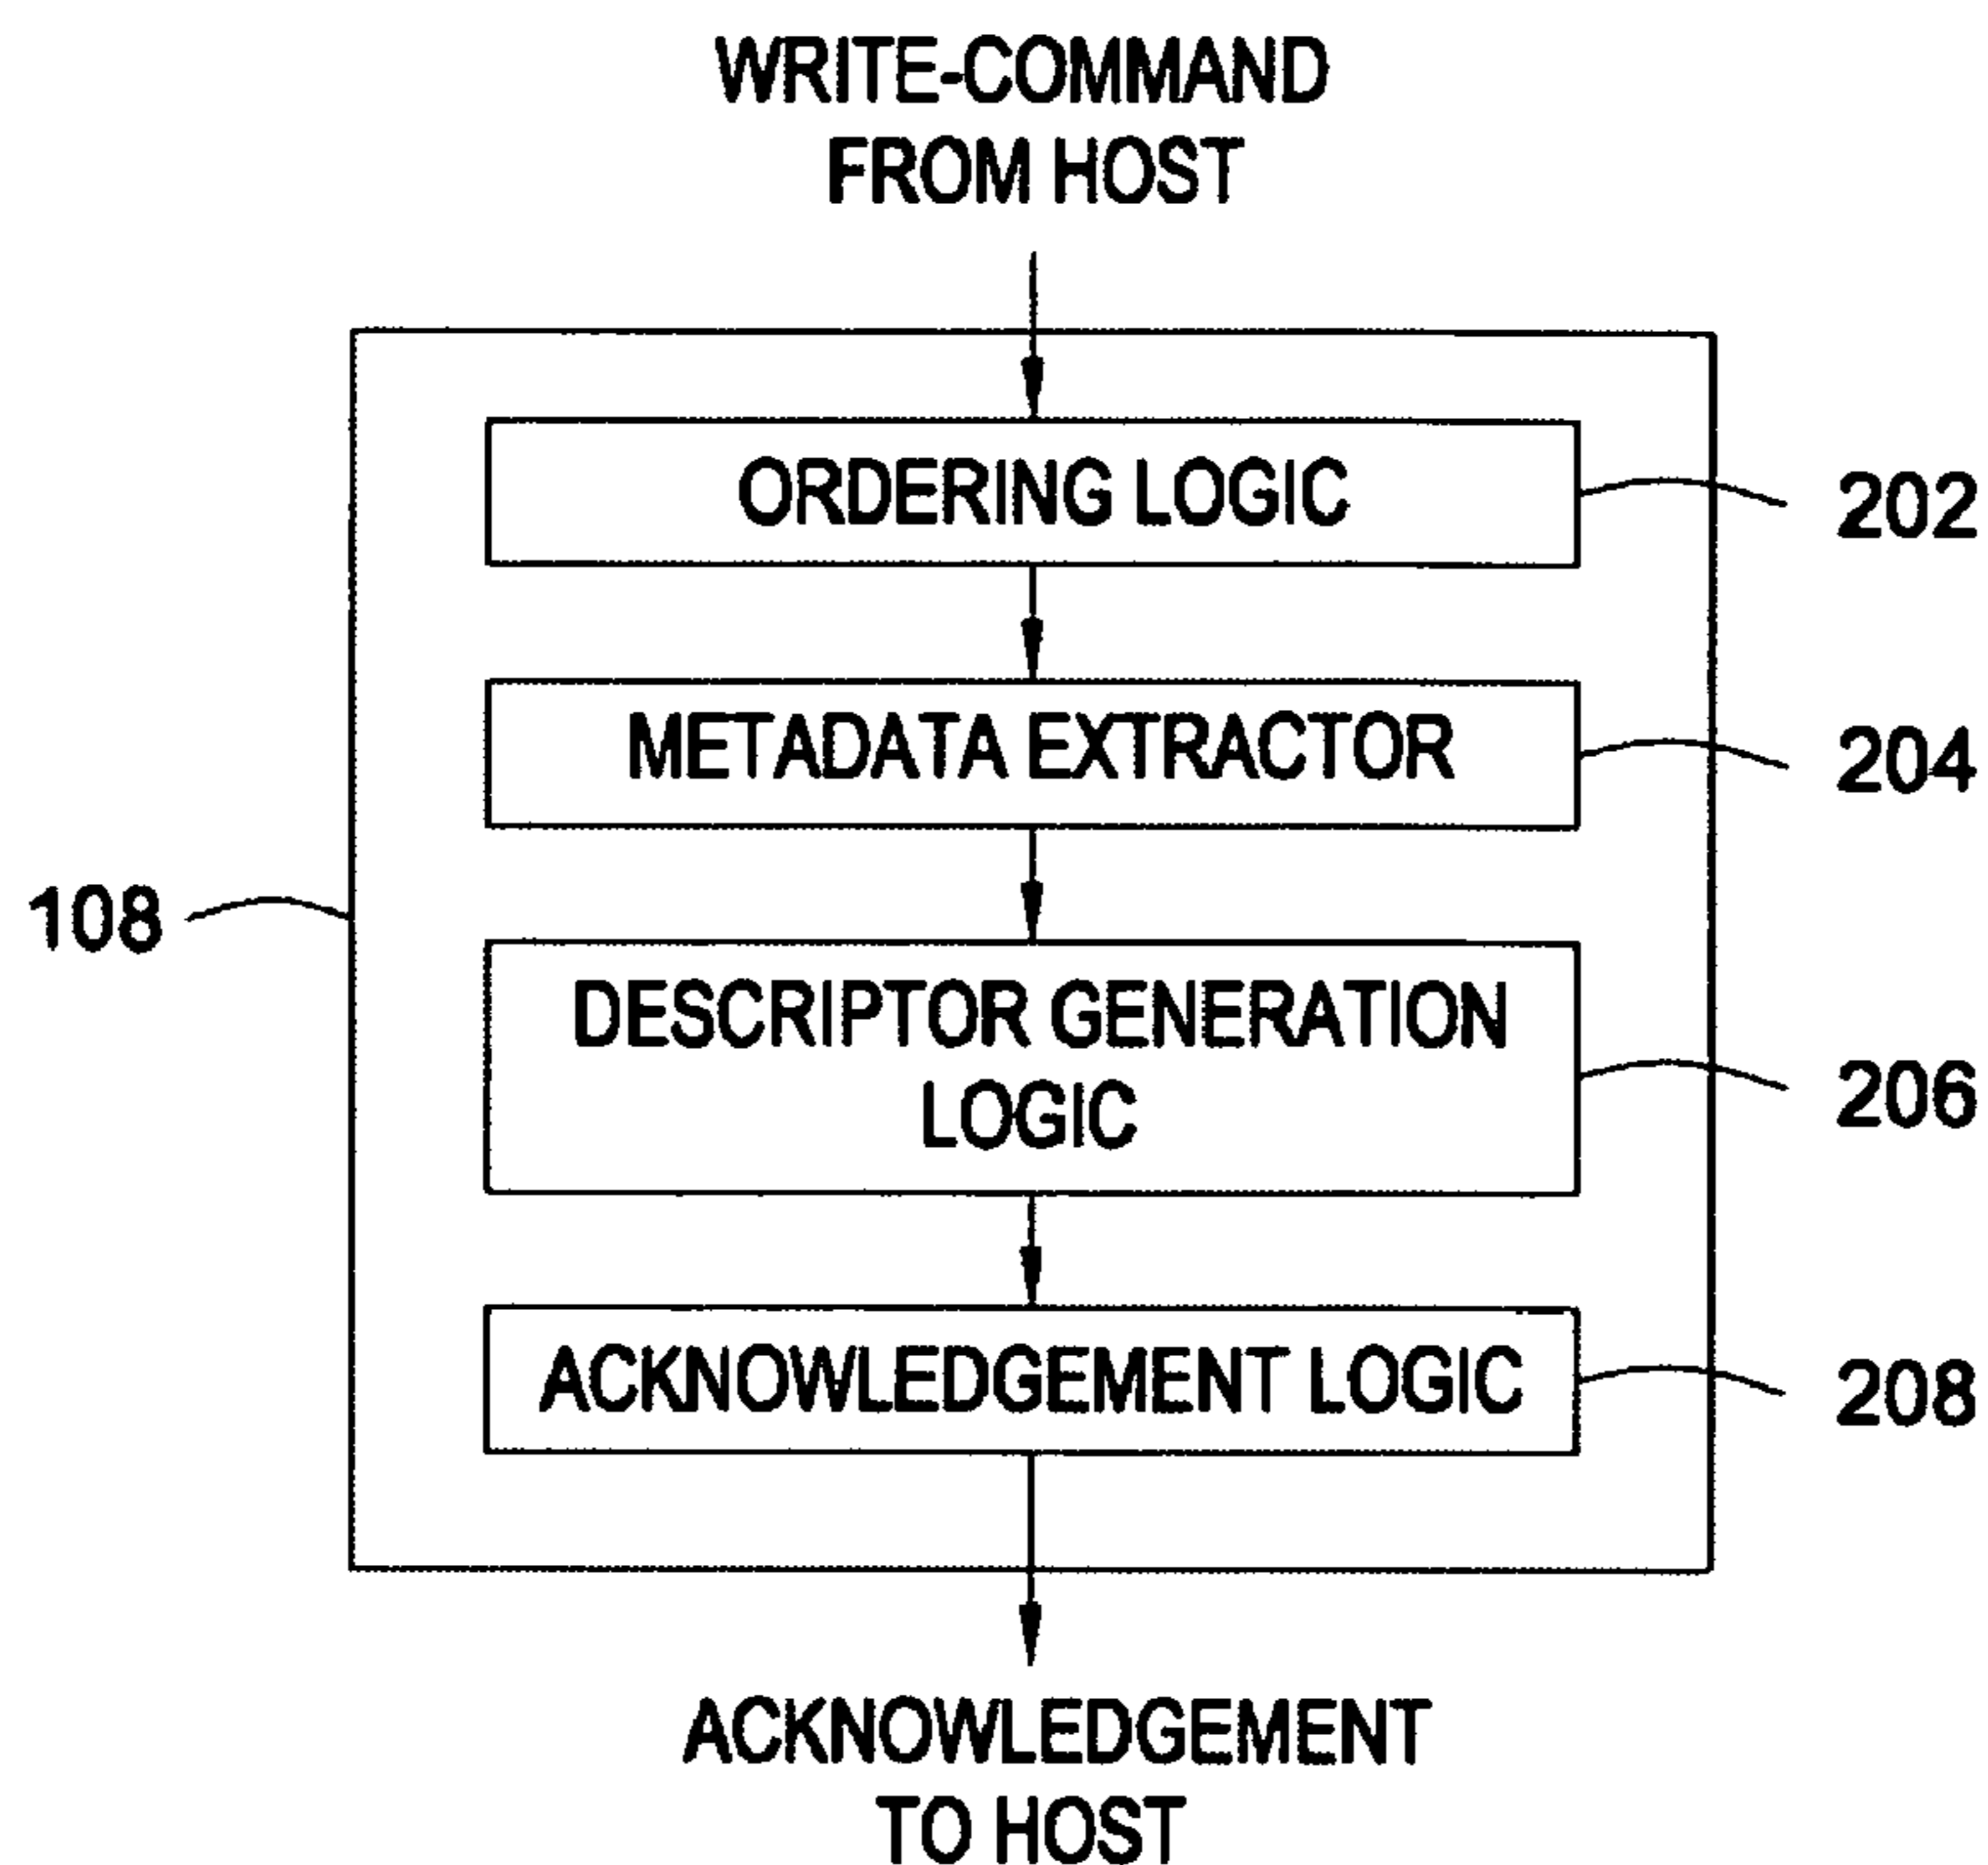 WRITE-COMMAND
FROM HOST
ORDERING LOGIC
202
METADATA EXTRACTOR
204
108
DESCRIPTOR GENERATION
LOGIC
206
ACKNOWLEDGEMENT LOGIC
208
ACKNOWLEDGEMENT
TO HOST